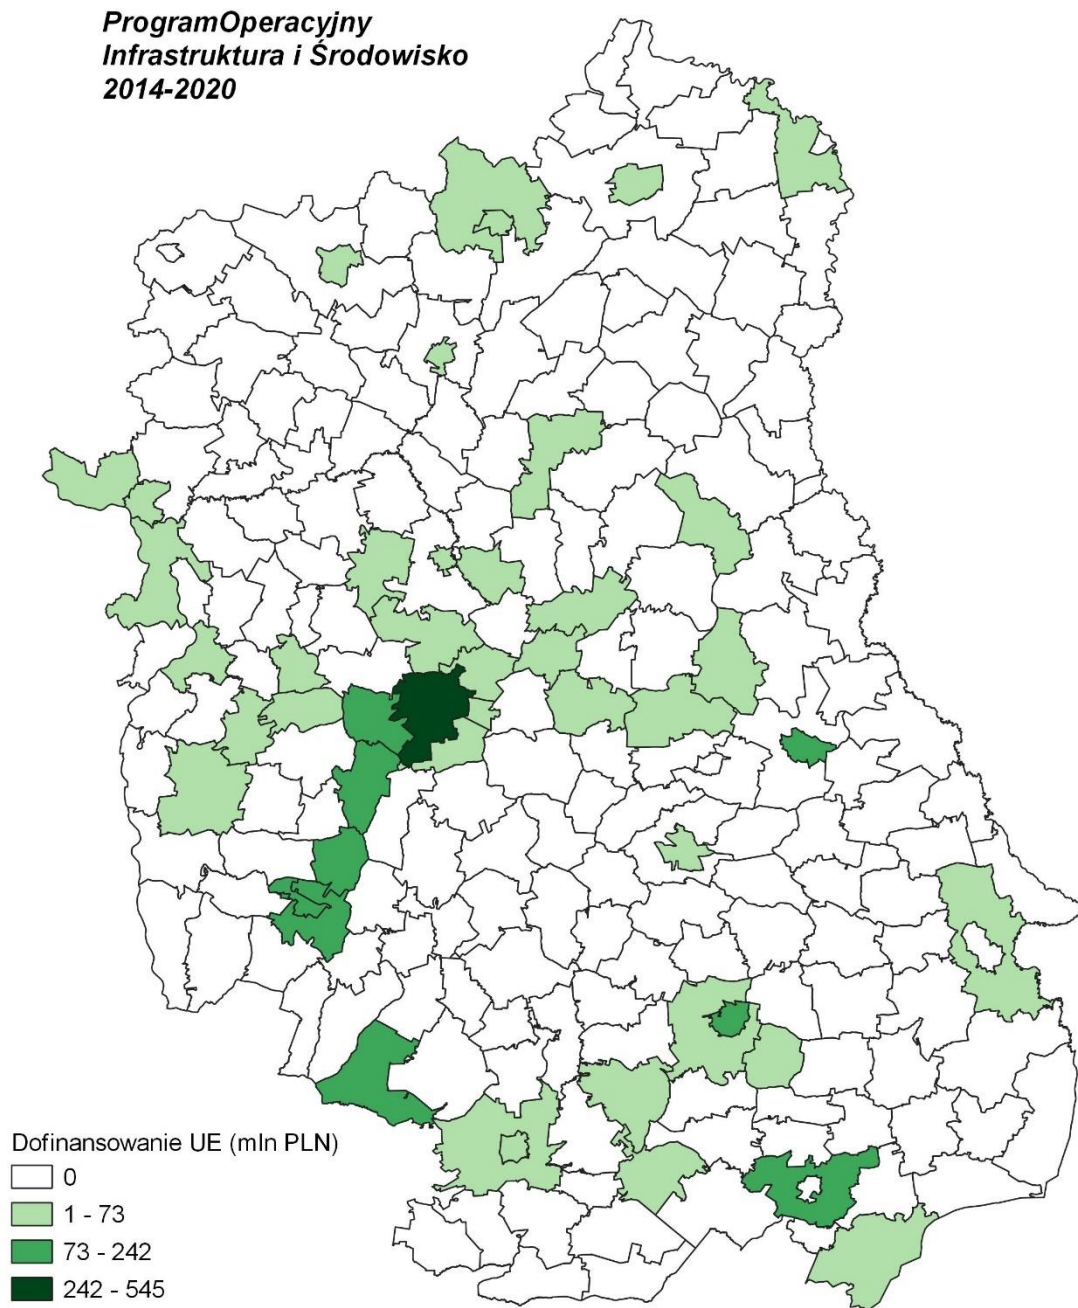 ProgramOperacyjny
Infrastruktura i Środowisko
2014-2020
Dofinansowanie UE (mln PLN)
0
1 - 73
73 - 242
242 - 545